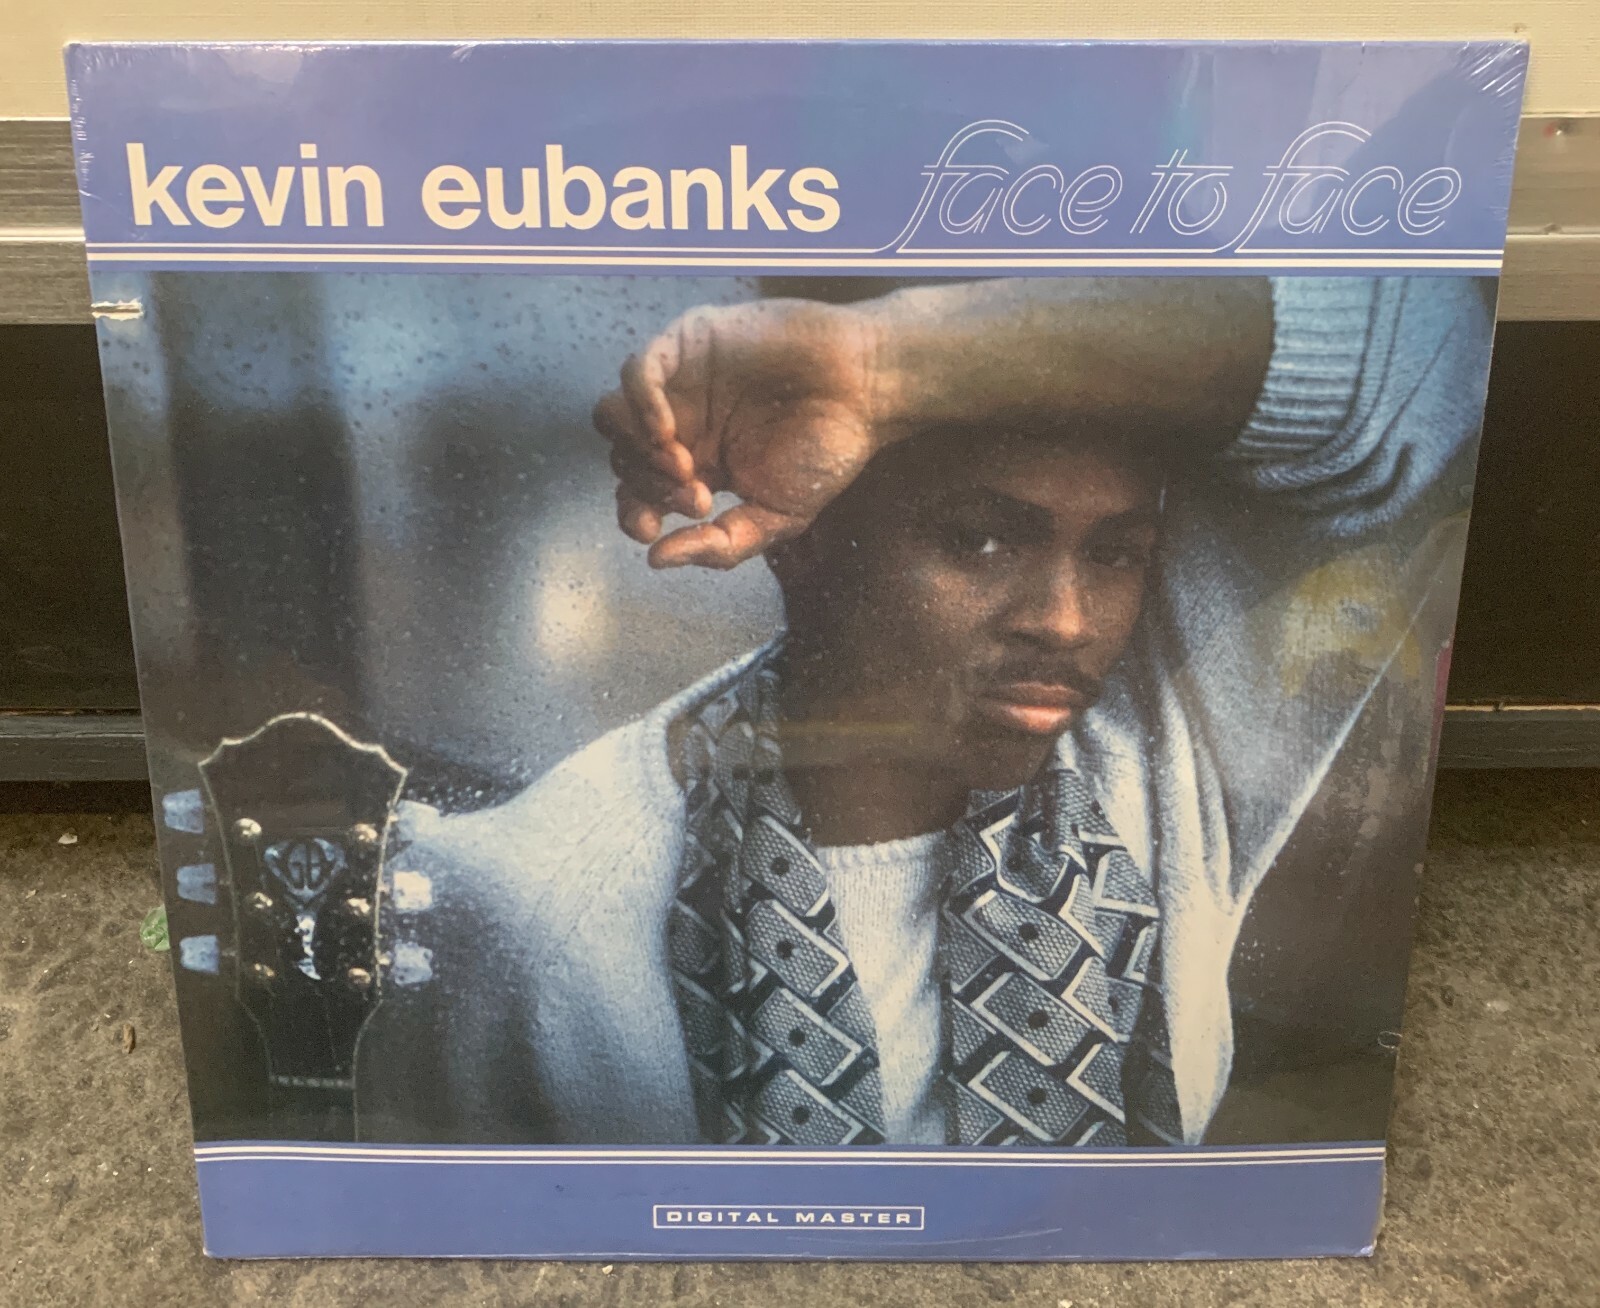 kevin eubanks face to face
DIGITAL MASTER